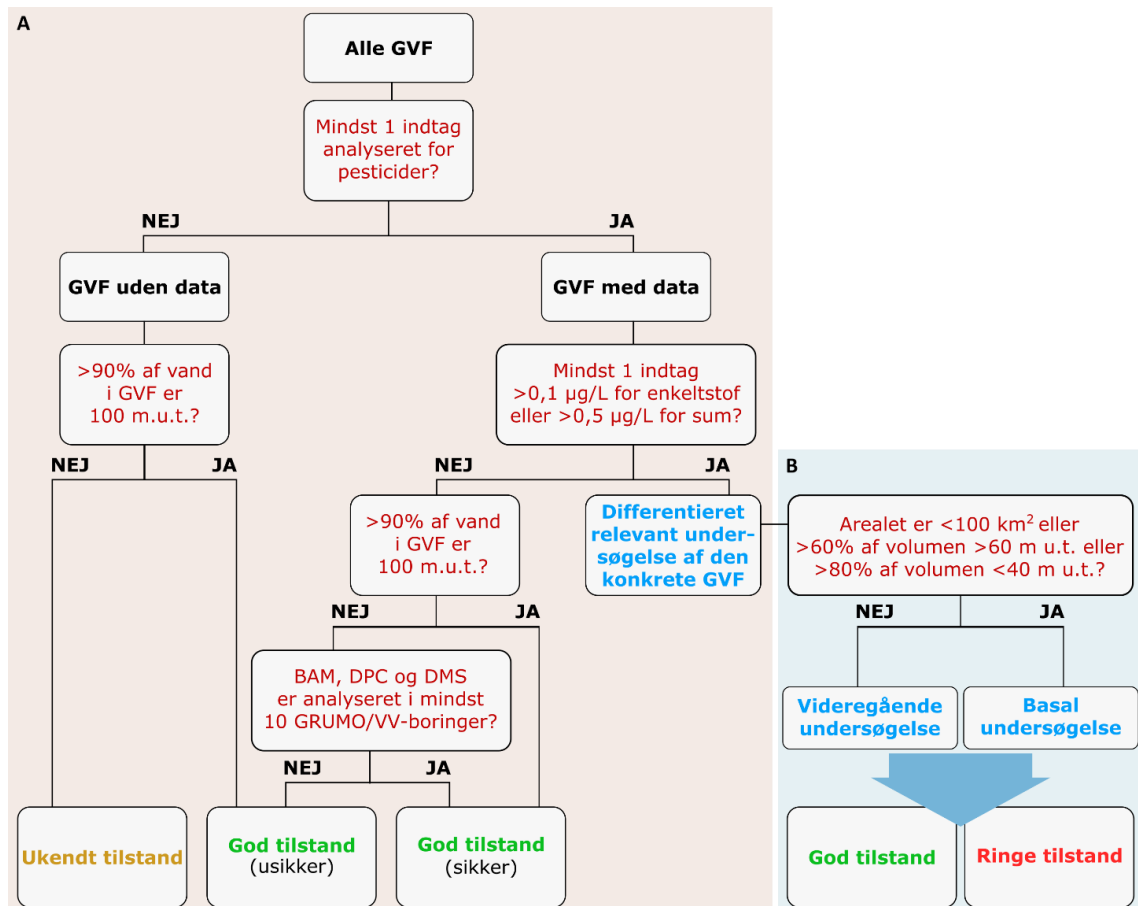 A
Alle GVF
Mindst 1 indtag
analyseret for
pesticider?
NEJ
JA
GVF uden data
GVF med data
>90% af vand
i GVF er
100 m.u.t.?
Mindst 1 indtag
>0,1 µg/L for enkeltstof
eller >0,5 µg/L for sum?
NEJ
JA
NEJ
JA
>90% af vand
i GVF er
100 m.u.t.?
Differentieret
relevant under-
søgelse af den
konkrete GVF
NEJ
JA
BAM, DPC og DMS
er analyseret i mindst
10 GRUMO/VV-boringer?
NEJ
JA
Ukendt tilstand
God tilstand
(usikker)
God tilstand
(sikker)
B
Arealet er <100 km² eller
>60% af volumen >60 m u.t. eller
>80% af volumen <40 m u.t.?
NEJ
JA
Videregående
undersøgelse
Basal
undersøgelse
God tilstand
Ringe tilstand